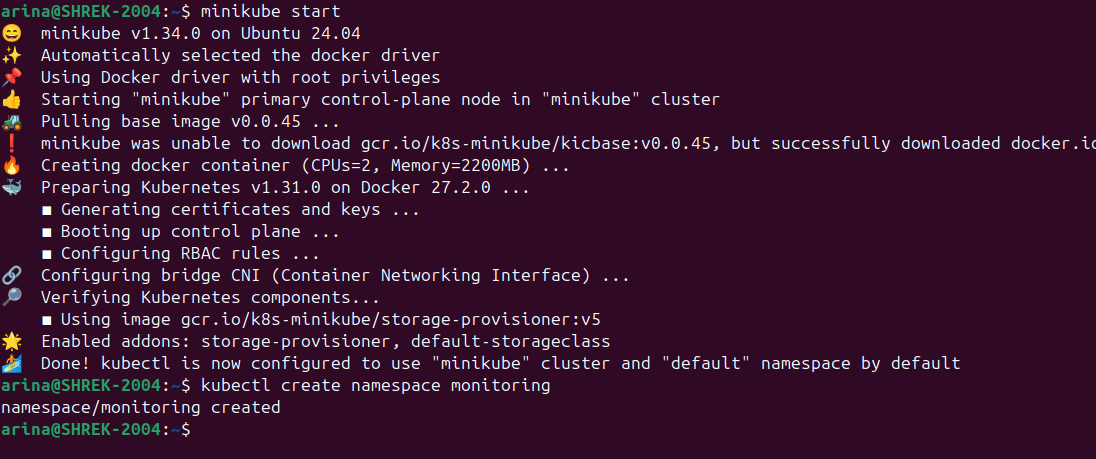 arina@SHREK-2004:~$ minikube start
😄 minikube v1.34.0 on Ubuntu 24.04
✨ Automatically selected the docker driver
📌 Using Docker driver with root privileges
👍 Starting "minikube" primary control-plane node in "minikube" cluster
🚜 Pulling base image v0.0.45 ...
❗ minikube was unable to download gcr.io/k8s-minikube/kicbase:v0.0.45, but successfully downloaded docker.io
🔥 Creating docker container (CPUs=2, Memory=2200MB) ...
🐳 Preparing Kubernetes v1.31.0 on Docker 27.2.0 ...
▪ Generating certificates and keys ...
▪ Booting up control plane ...
▪ Configuring RBAC rules ...
🔗 Configuring bridge CNI (Container Networking Interface) ...
🔎 Verifying Kubernetes components...
▪ Using image gcr.io/k8s-minikube/storage-provisioner:v5
🌟 Enabled addons: storage-provisioner, default-storageclass
🏄 Done! kubectl is now configured to use "minikube" cluster and "default" namespace by default
arina@SHREK-2004:~$ kubectl create namespace monitoring
namespace/monitoring created
arina@SHREK-2004:~$